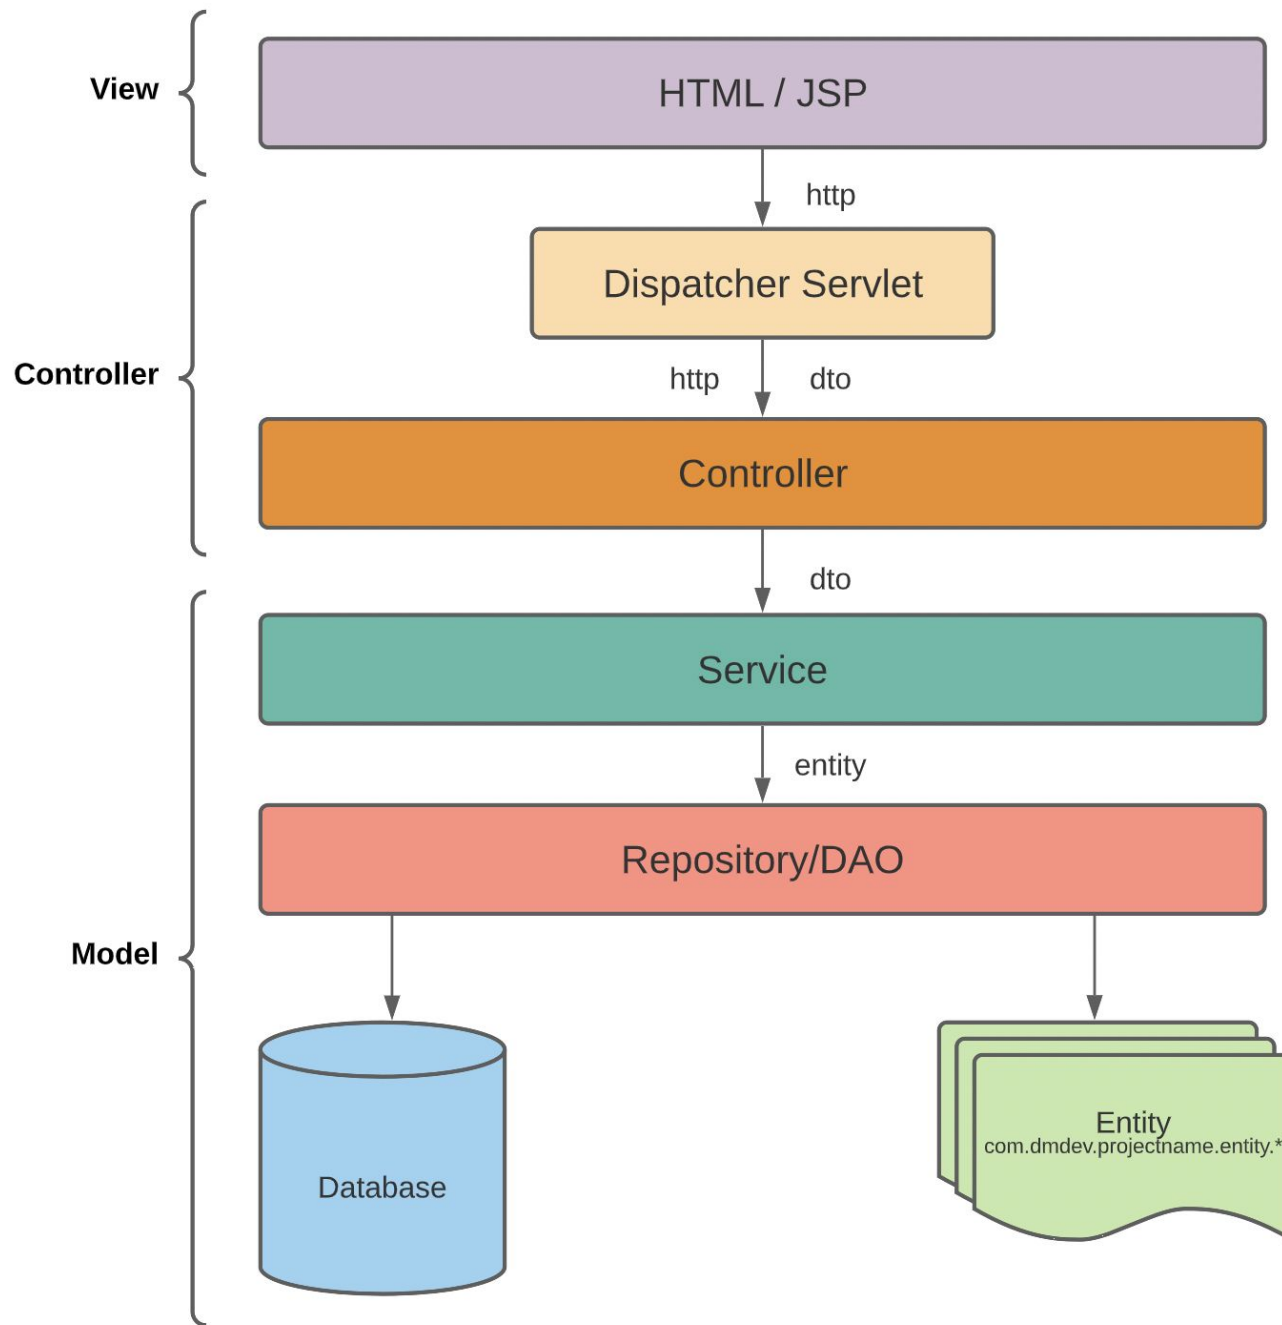 View
HTML / JSP
http
Dispatcher Servlet
Controller
http
dto
Controller
dto
Service
entity
Repository/DAO
Model
Entity
com.dmdev.projectname.entity.*
Database